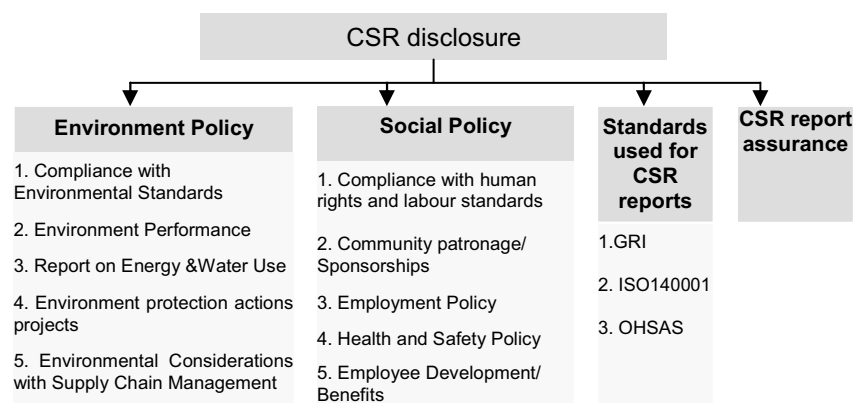 CSR disclosure
Environment Policy
1. Compliance with
Environmental Standards
2. Environment Performance
3. Report on Energy &Water Use
4. Environment protection actions
projects
5. Environmental Considerations
with Supply Chain Management
Social Policy
1. Compliance with human
rights and labour standards
2. Community patronage/
Sponsorships
3. Employment Policy
4. Health and Safety Policy
5. Employee Development/
Benefits
Standards
used for
CSR
reports
1.GRI
2. ISO140001
3. OHSAS
CSR report
assurance